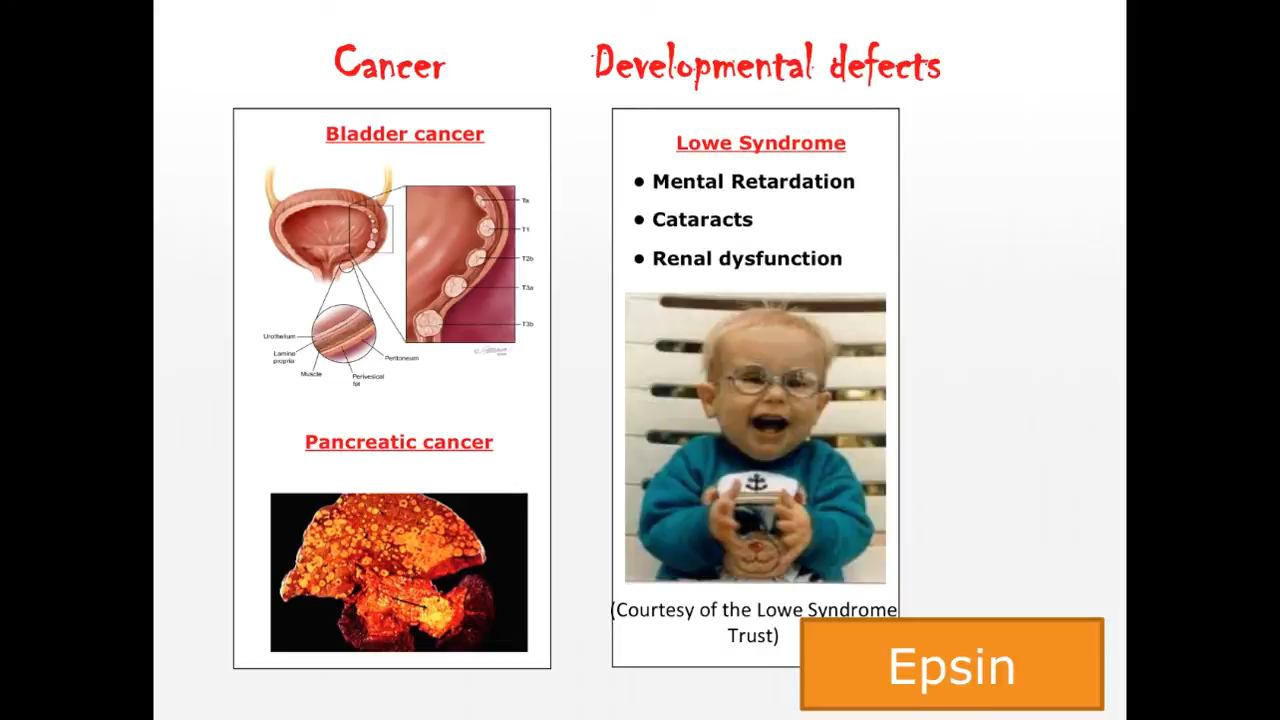 Cancer
Developmental defects
Bladder cancer
Ta
T1
T2b
T3a
T3b
Urothelium
Lamina
propria
Muscle
Perivesical
fat
Peritoneum
Pancreatic cancer
Lowe Syndrome
● Mental Retardation
● Cataracts
● Renal dysfunction
(Courtesy of the Lowe Syndrome
Trust)
Epsin